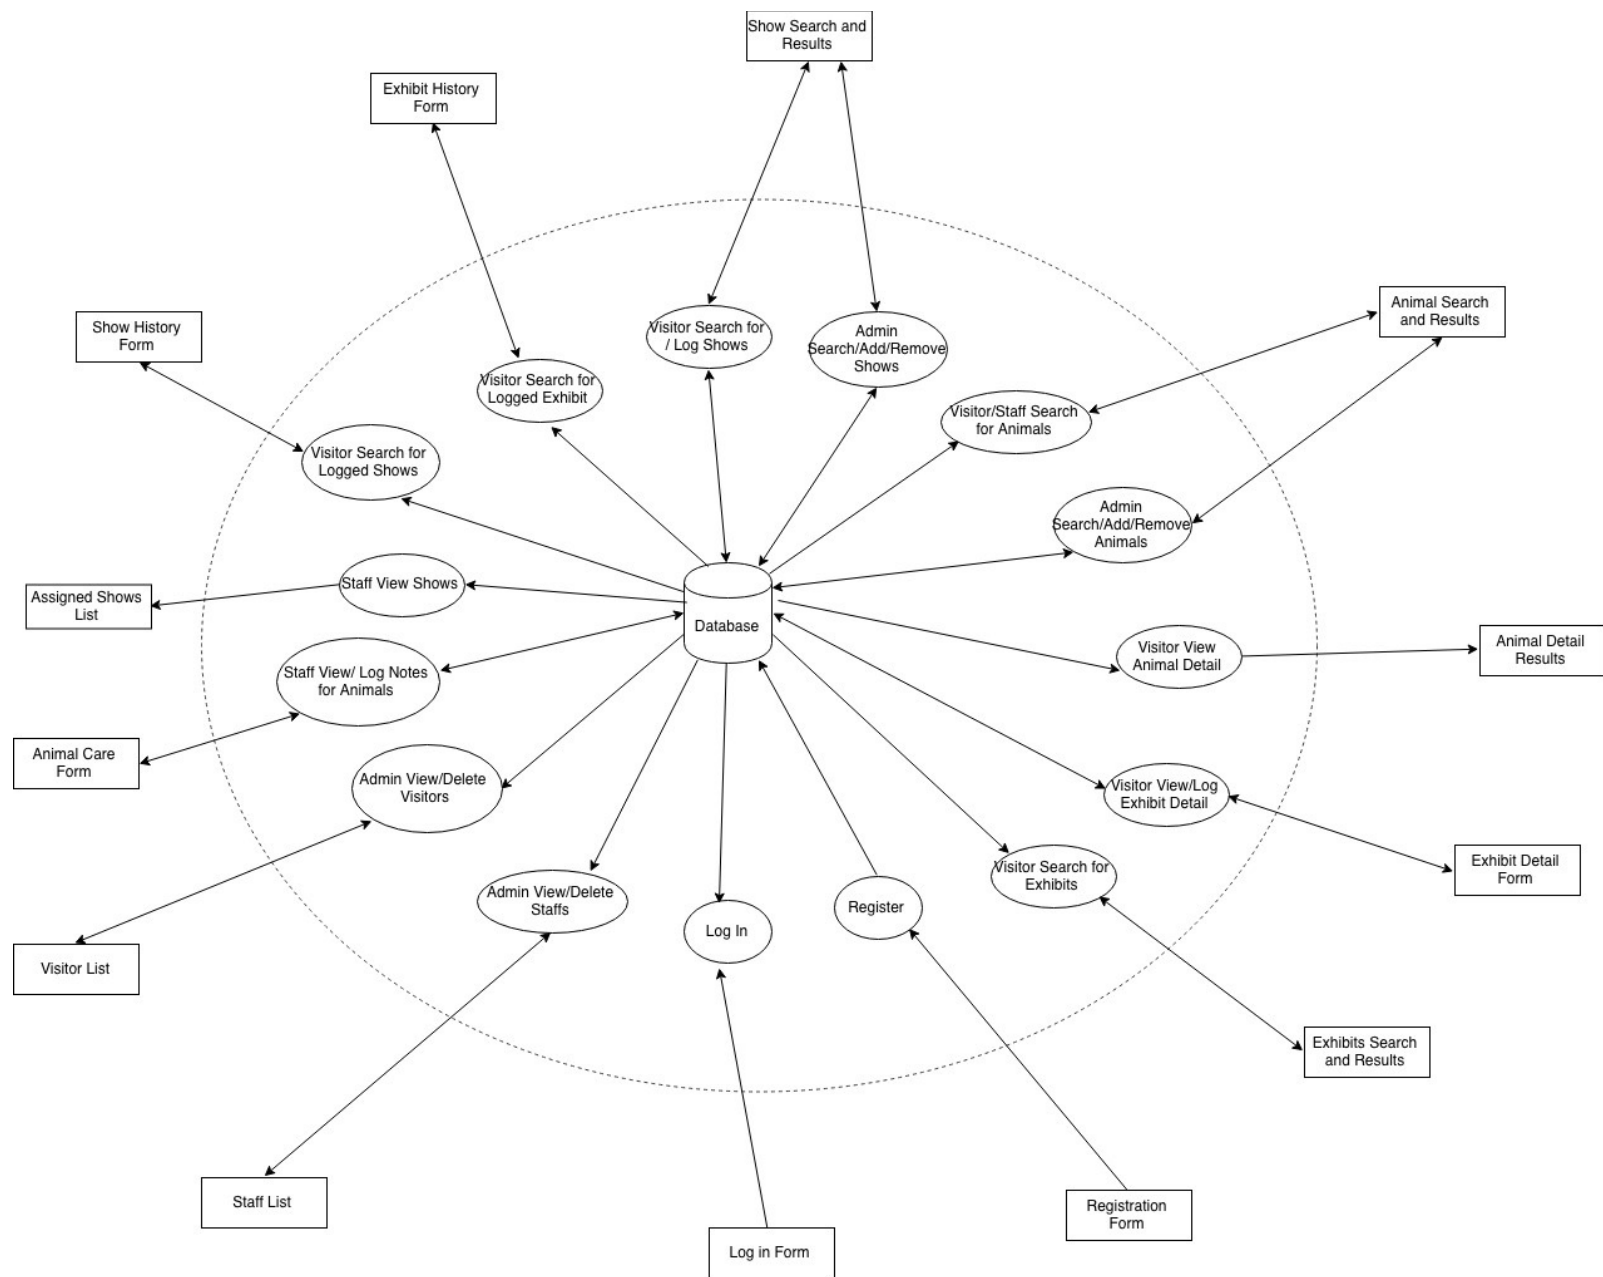 Show Search and
Results
Exhibit History
Form
Show History
Form
Animal Search
and Results
Visitor Search for
/ Log Shows
Admin
Search/Add/Remove
Shows
Visitor Search for
Logged Exhibit
Visitor/Staff Search
for Animals
Visitor Search for
Logged Shows
Admin
Search/Add/Remove
Animals
Staff View Shows
Assigned Shows
List
Database
Visitor View
Animal Detail
Animal Detail
Results
Staff View/ Log Notes
for Animals
Animal Care
Form
Admin View/Delete
Visitors
Visitor View/Log
Exhibit Detail
Exhibit Detail
Form
Visitor Search for
Exhibits
Admin View/Delete
Staffs
Register
Log In
Visitor List
Exhibits Search
and Results
Staff List
Registration
Form
Log in Form